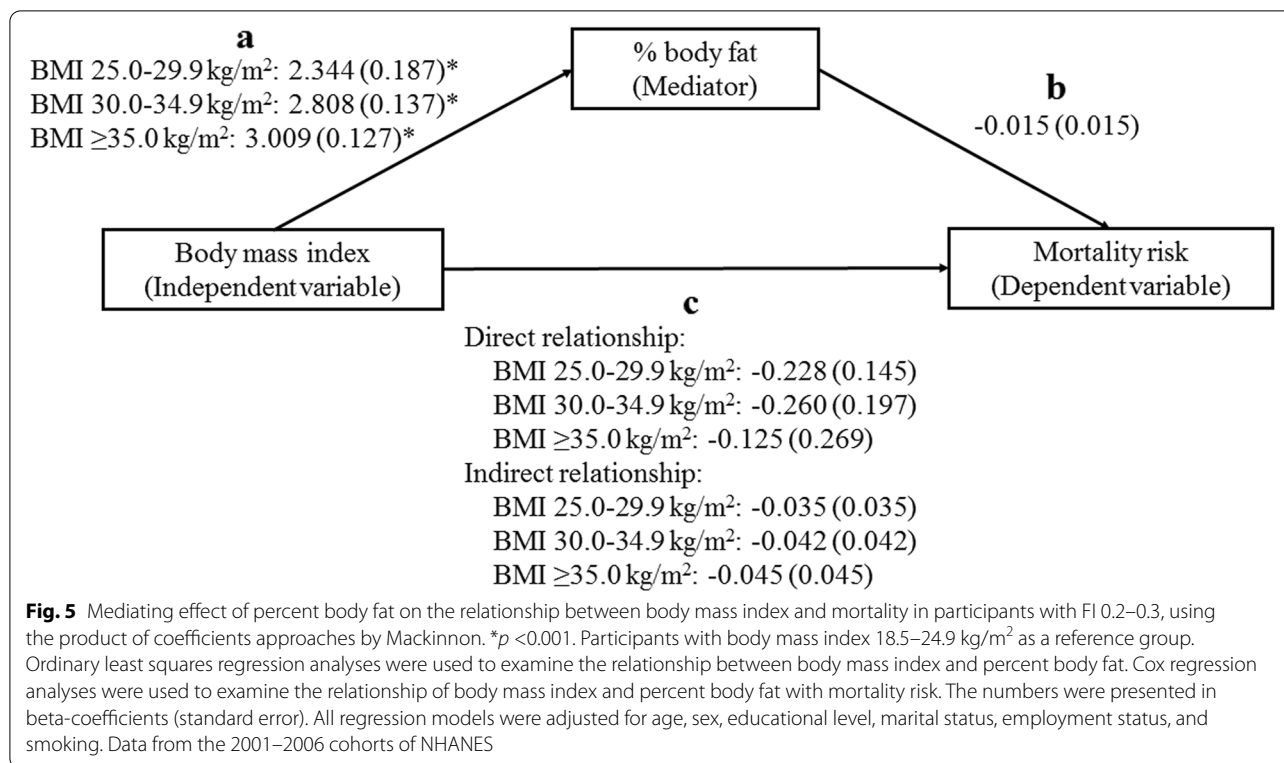 a
BMI 25.0-29.9 kg/m²: 2.344 (0.187)*
BMI 30.0-34.9 kg/m²: 2.808 (0.137)*
BMI ≥35.0 kg/m²: 3.009 (0.127)*
% body fat
(Mediator)
b
-0.015 (0.015)
Body mass index
(Independent variable)
Mortality risk
(Dependent variable)
c
Direct relationship:
BMI 25.0-29.9 kg/m²: -0.228 (0.145)
BMI 30.0-34.9 kg/m²: -0.260 (0.197)
BMI ≥35.0 kg/m²: -0.125 (0.269)
Indirect relationship:
BMI 25.0-29.9 kg/m²: -0.035 (0.035)
BMI 30.0-34.9 kg/m²: -0.042 (0.042)
BMI ≥35.0 kg/m²: -0.045 (0.045)
Fig. 5 Mediating effect of percent body fat on the relationship between body mass index and mortality in participants with FI 0.2–0.3, using
the product of coefficients approaches by Mackinnon. *p <0.001. Participants with body mass index 18.5–24.9 kg/m² as a reference group.
Ordinary least squares regression analyses were used to examine the relationship between body mass index and percent body fat. Cox regression
analyses were used to examine the relationship of body mass index and percent body fat with mortality risk. The numbers were presented in
beta-coefficients (standard error). All regression models were adjusted for age, sex, educational level, marital status, employment status, and
smoking. Data from the 2001–2006 cohorts of NHANES